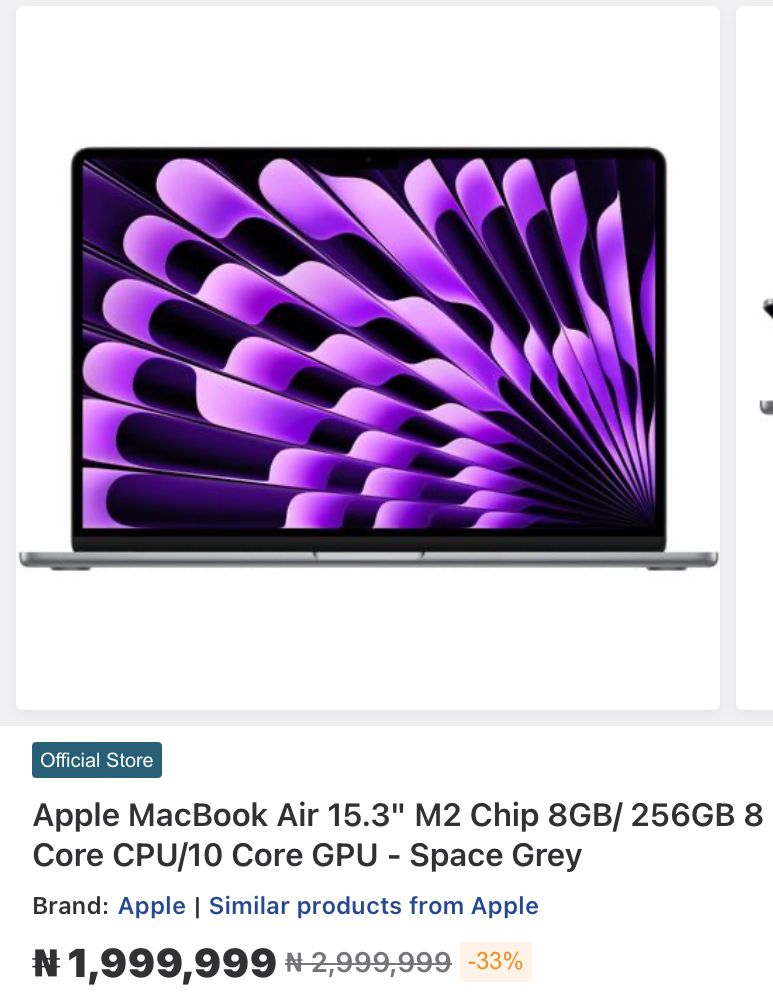 Official Store
Apple MacBook Air 15.3" M2 Chip 8GB/ 256GB 8
Core CPU/10 Core GPU - Space Grey
Brand: Apple | Similar products from Apple
₦ 1,999,999 ₦ 2,999,999 -33%